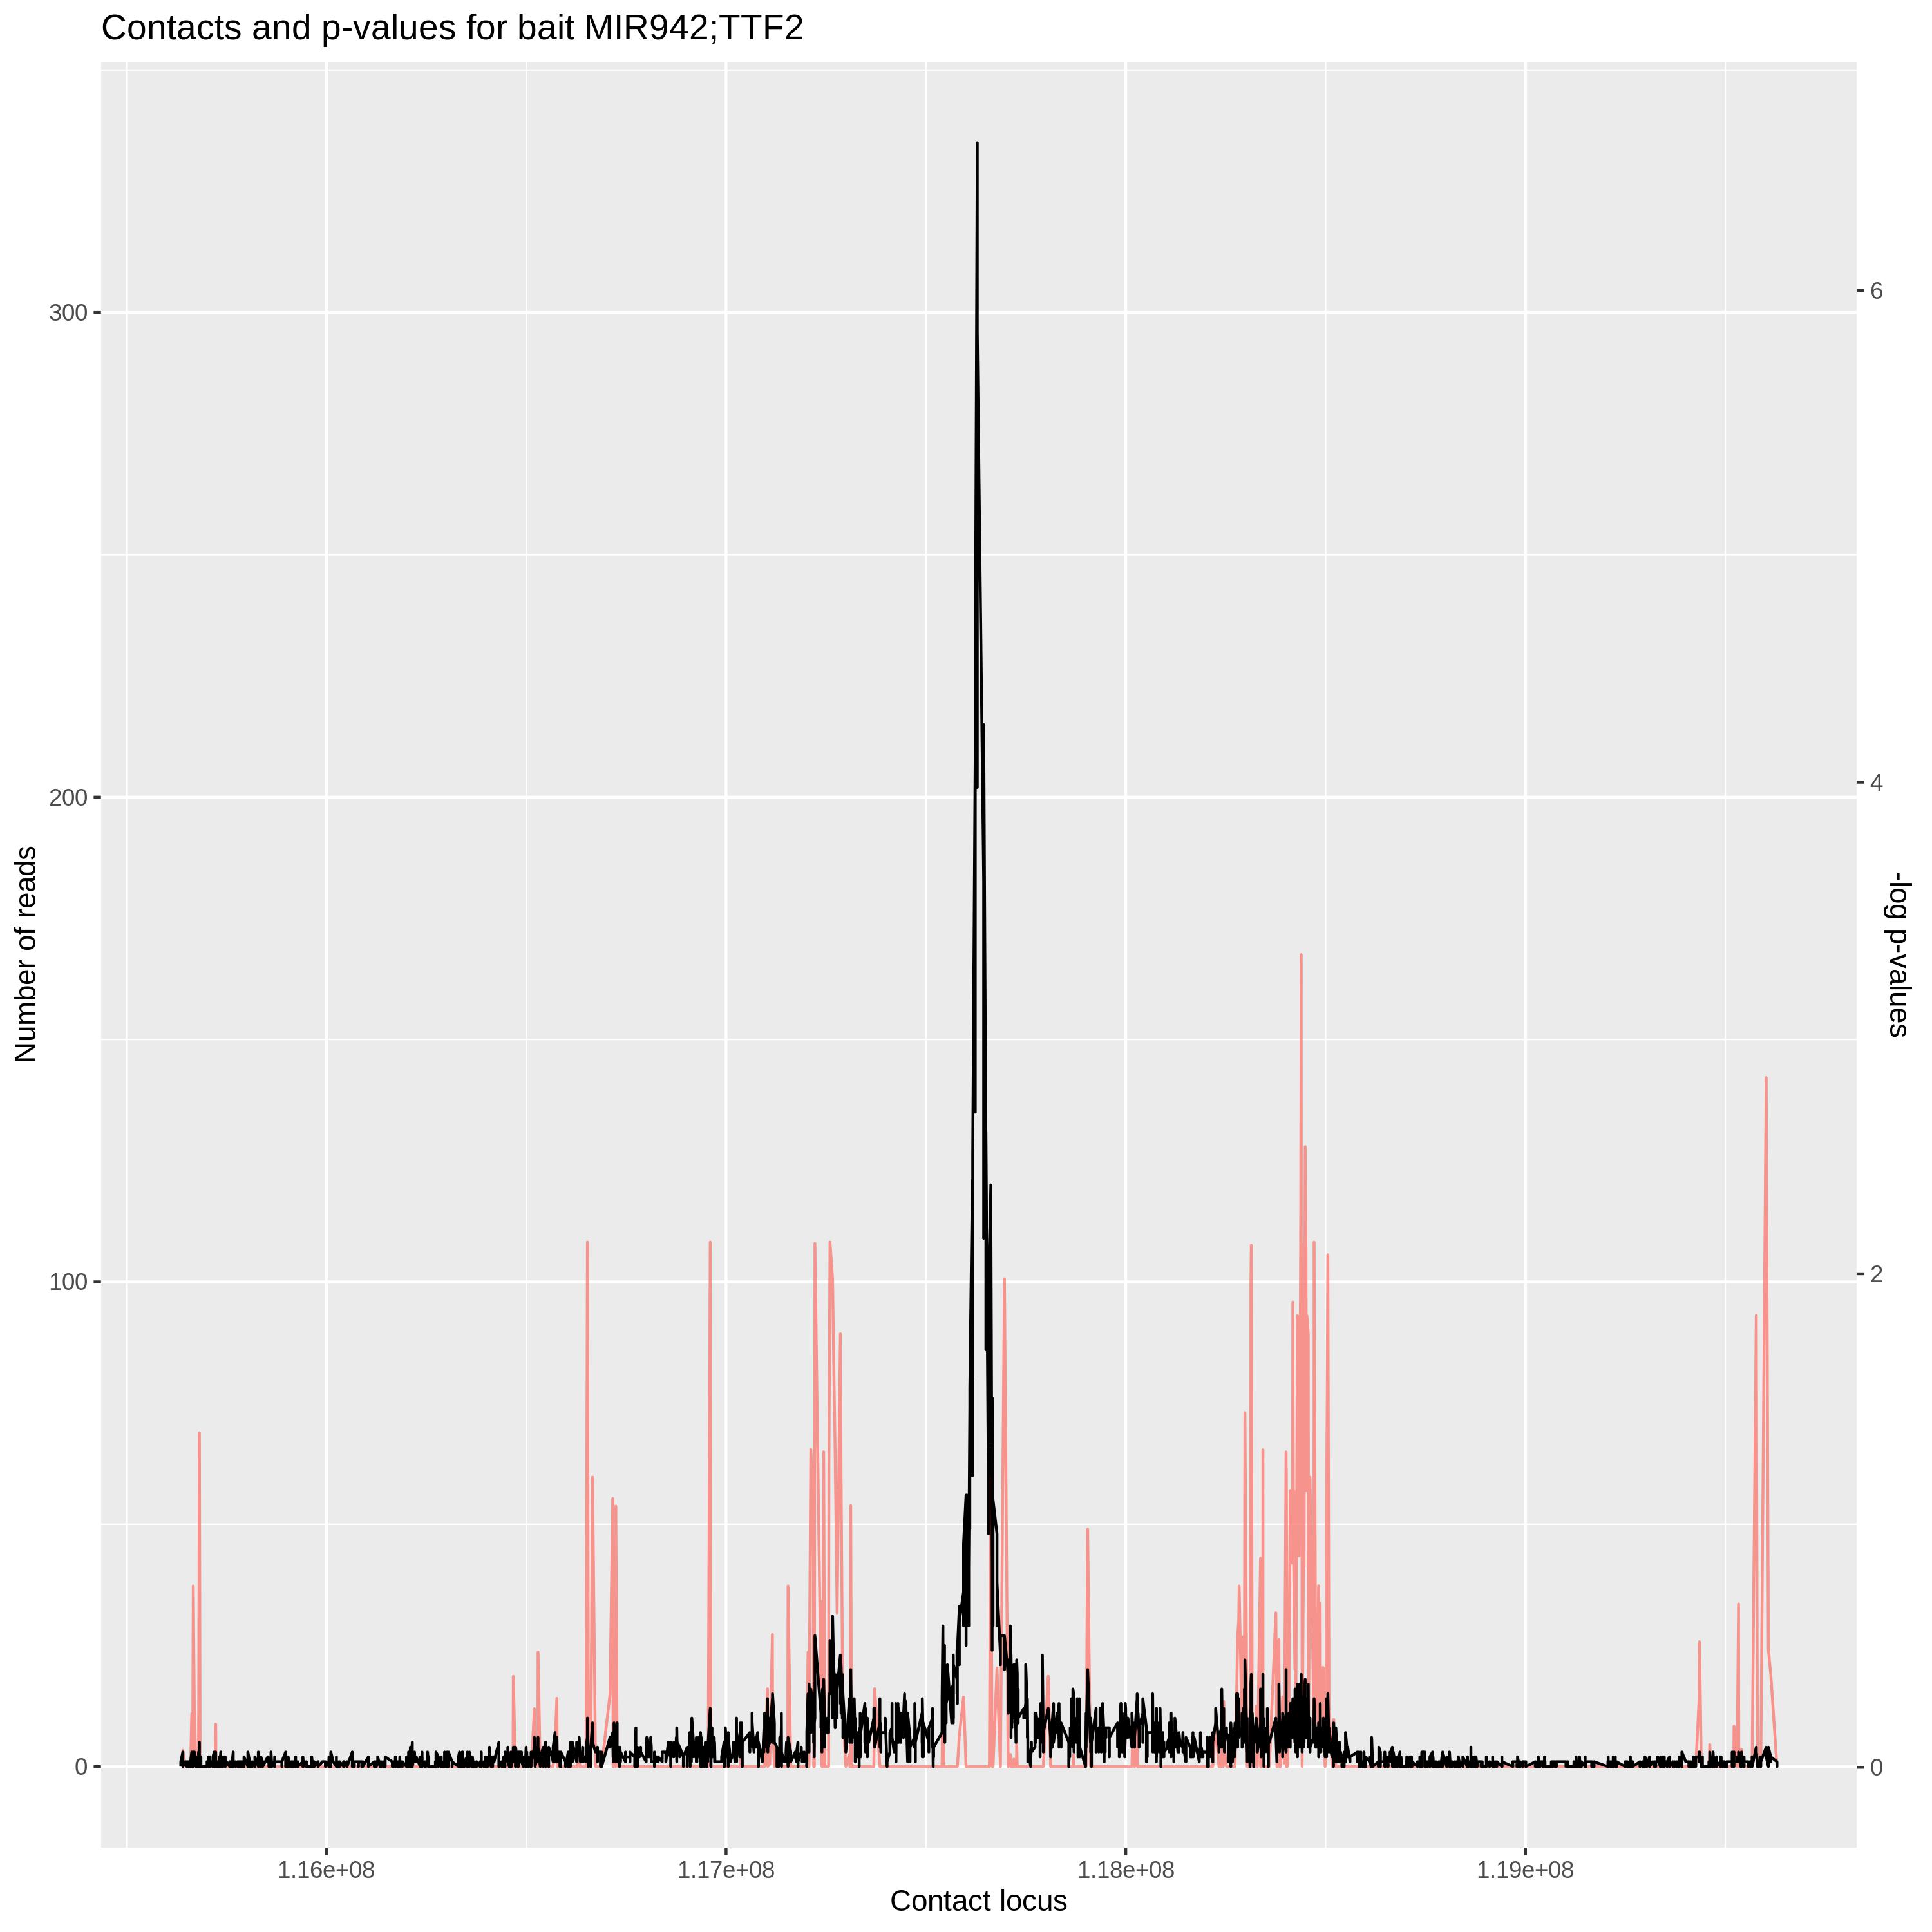 Contacts and p-values for bait MIR942;TTF2
300
200
100
0
Number of reads
6
4
2
0
-log p-values
1.16e+08
1.17e+08
1.18e+08
1.19e+08
Contact locus